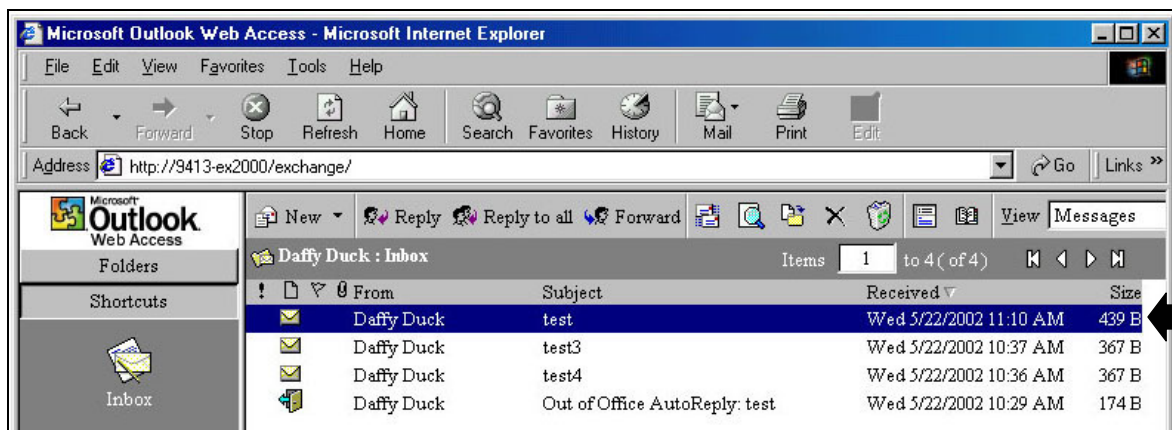 Microsoft Outlook Web Access - Microsoft Internet Explorer
File Edit View Favorites Tools Help
Back Forward Stop Refresh Home Search Favorites History Mail Print Edit
Address http://9413-ex2000/exchange/ Go Links »
Microsoft Outlook Web Access
New Reply Reply to all Forward View Messages
Folders
Daffy Duck : Inbox Items 1 to 4 ( of 4)
Shortcuts
! From Subject Received Size
Daffy Duck test Wed 5/22/2002 11:10 AM 439 B
Daffy Duck test3 Wed 5/22/2002 10:37 AM 367 B
Daffy Duck test4 Wed 5/22/2002 10:36 AM 367 B
Inbox
Daffy Duck Out of Office AutoReply: test Wed 5/22/2002 10:29 AM 174 B